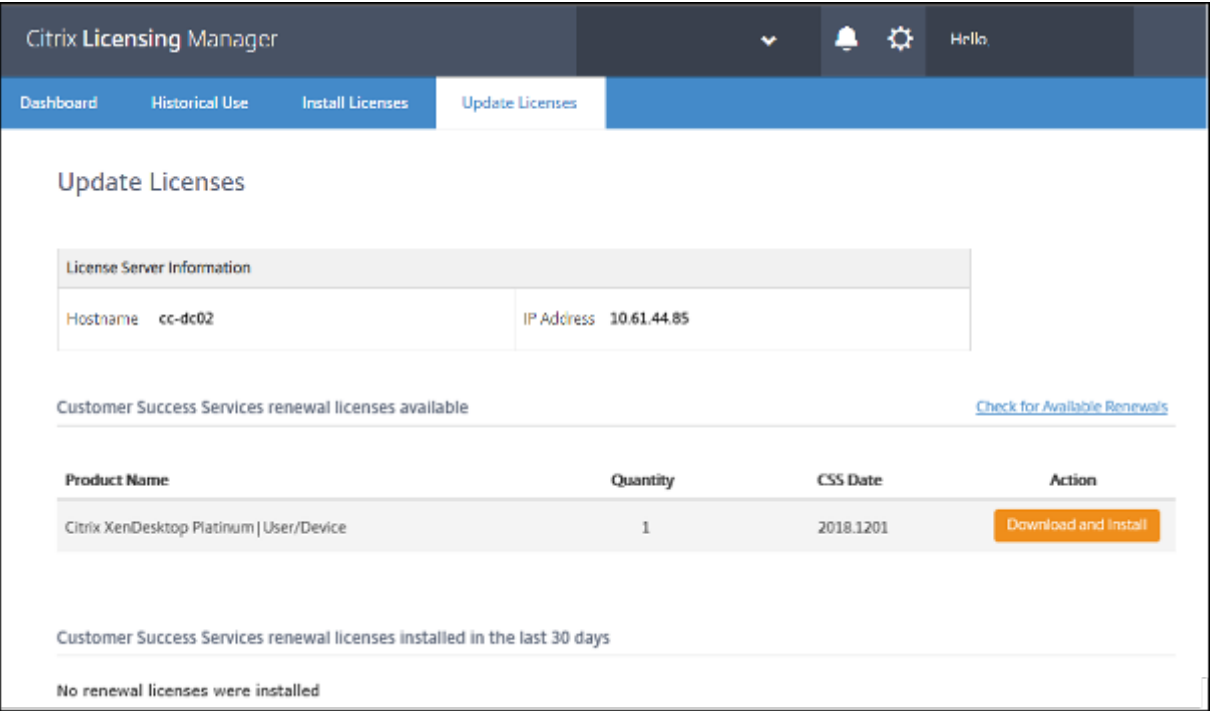 Citrix Licensing Manager
Hello,
Dashboard Historical Use Install Licenses Update Licenses
Update Licenses
License Server Information
Hostname cc-dc02 IP Address 10.61.44.85
Customer Success Services renewal licenses available Check for Available Renewals
Product Name Quantity CSS Date Action
Citrix XenDesktop Platinum|User/Device 1 2018.1201 Download and Install
Customer Success Services renewal licenses installed in the last 30 days
No renewal licenses were installed